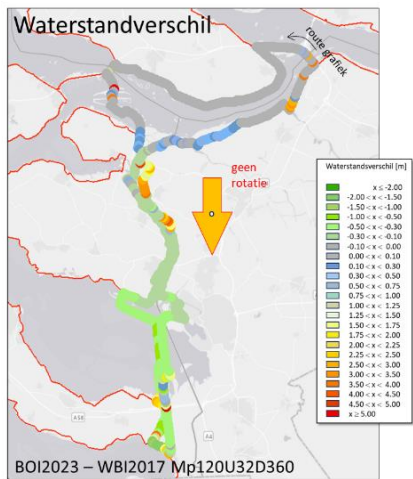 Waterstandverschil
route grafiek
geen
rotatie
Waterstandverschil [m]
x ≤ -2.00
-2.00 < x < -1.50
-1.50 < x < -1.00
-1.00 < x < -0.50
-0.50 < x < -0.30
-0.30 < x < -0.10
-0.10 < x < 0.00
0.00 < x < 0.10
0.10 < x < 0.30
0.30 < x < 0.50
0.50 < x < 0.75
0.75 < x < 1.00
1.00 < x < 1.25
1.25 < x < 1.50
1.50 < x < 1.75
1.75 < x < 2.00
2.00 < x < 2.25
2.25 < x < 2.50
2.50 < x < 3.00
3.00 < x < 3.50
3.50 < x < 4.00
4.00 < x < 4.50
4.50 < x < 5.00
x ≥ 5.00
A58
A4
BOI2023 – WBI2017 Mp120U32D360